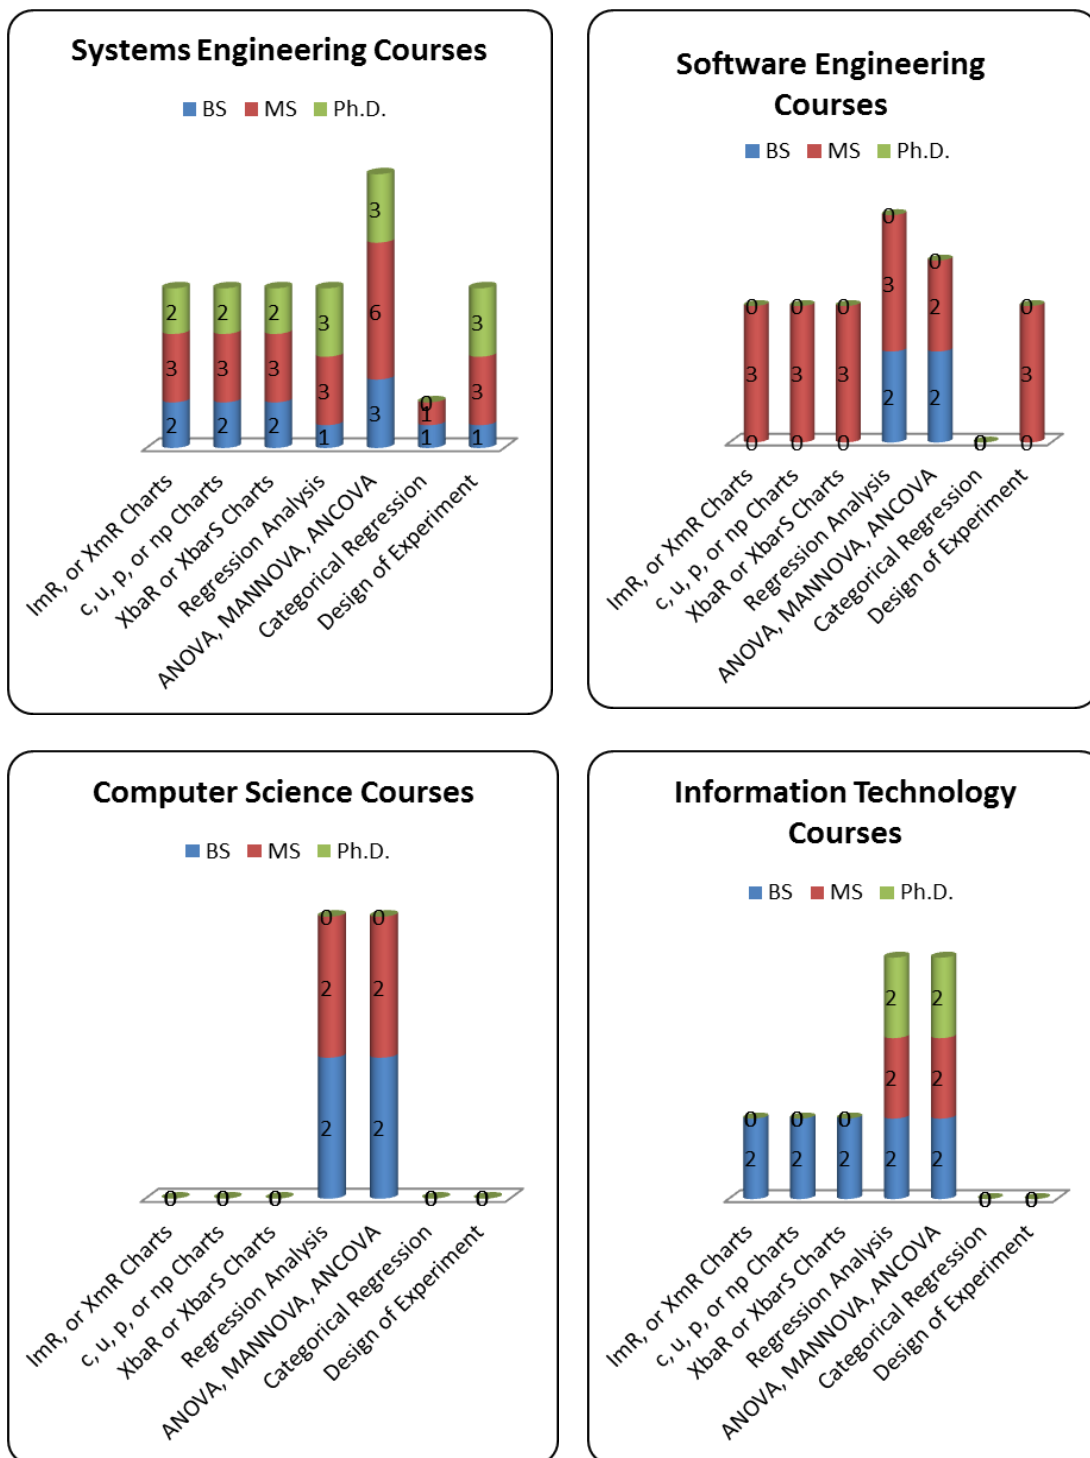 Systems Engineering Courses
BS MS Ph.D.
3
2 2 2 3 6 3
3 3 3 3 0 3
1
2 2 2 1 3 1 1
ImR, or XmR Charts
c, u, p, or np Charts
XbaR or XbarS Charts
Regression Analysis
ANOVA, MANNOVA, ANCOVA
Categorical Regression
Design of Experiment
Software Engineering
Courses
BS MS Ph.D.
0
0
0 0 0 3 2 0
3 3 3 2 2 3
0 0 0 0 0
ImR, or XmR Charts
c, u, p, or np Charts
XbaR or XbarS Charts
Regression Analysis
ANOVA, MANNOVA, ANCOVA
Categorical Regression
Design of Experiment
Computer Science Courses
BS MS Ph.D.
0 0
2 2
2 2
0 0 0 0 0
ImR, or XmR Charts
c, u, p, or np Charts
XbaR or XbarS Charts
Regression Analysis
ANOVA, MANNOVA, ANCOVA
Categorical Regression
Design of Experiment
Information Technology
Courses
BS MS Ph.D.
2 2
2 2
0 0 0
2 2 2 2 2
0 0
ImR, or XmR Charts
c, u, p, or np Charts
XbaR or XbarS Charts
Regression Analysis
ANOVA, MANNOVA, ANCOVA
Categorical Regression
Design of Experiment